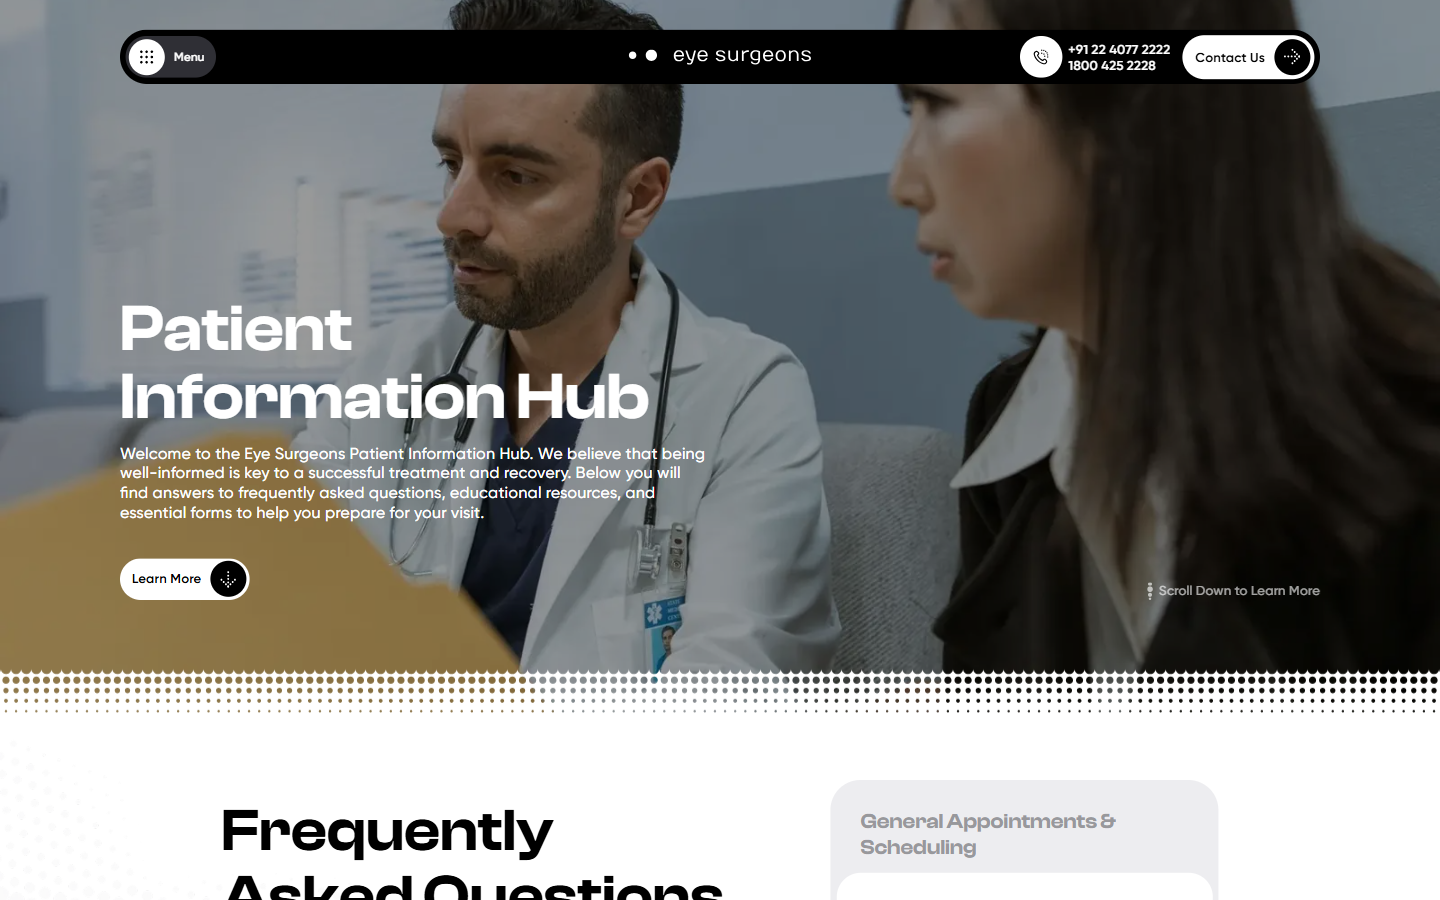 Menu
eye surgeons
+91 22 4077 2222
1800 425 2228
Contact Us
Patient
Information Hub
Welcome to the Eye Surgeons Patient Information Hub. We believe that being
well-informed is key to a successful treatment and recovery. Below you will
find answers to frequently asked questions, educational resources, and
essential forms to help you prepare for your visit.
Learn More
Scroll Down to Learn More
Frequently
Asked Questions
General Appointments &
Scheduling